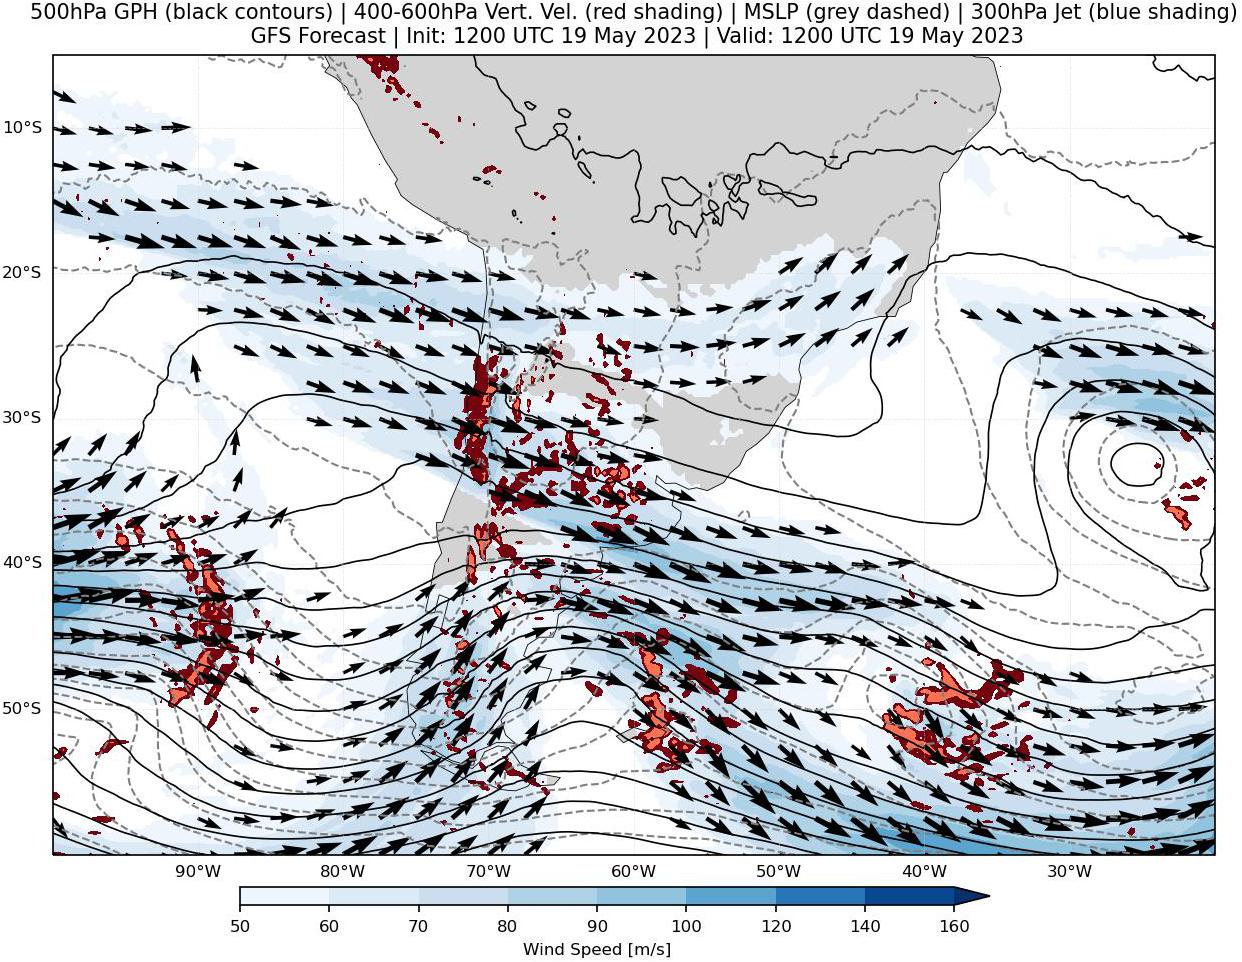 500hPa GPH (black contours) | 400-600hPa Vert. Vel. (red shading) | MSLP (grey dashed) | 300hPa Jet (blue shading)
GFS Forecast | Init: 1200 UTC 19 May 2023 | Valid: 1200 UTC 19 May 2023
10°S
20°S
30°S
40°S
50°S
90°W 80°W 70°W 60°W 50°W 40°W 30°W
50 60 70 80 90 100 120 140 160
Wind Speed [m/s]